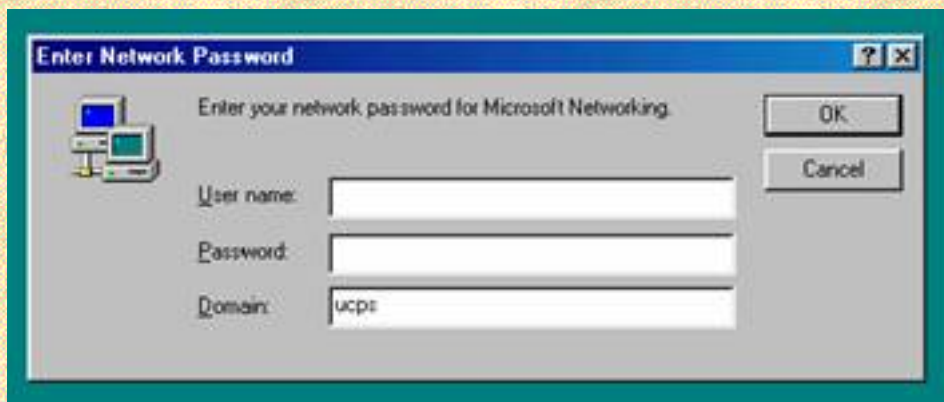 Enter Network Password
Enter your network password for Microsoft Networking.
OK
Cancel
User name:
Password:
Domain: ucps